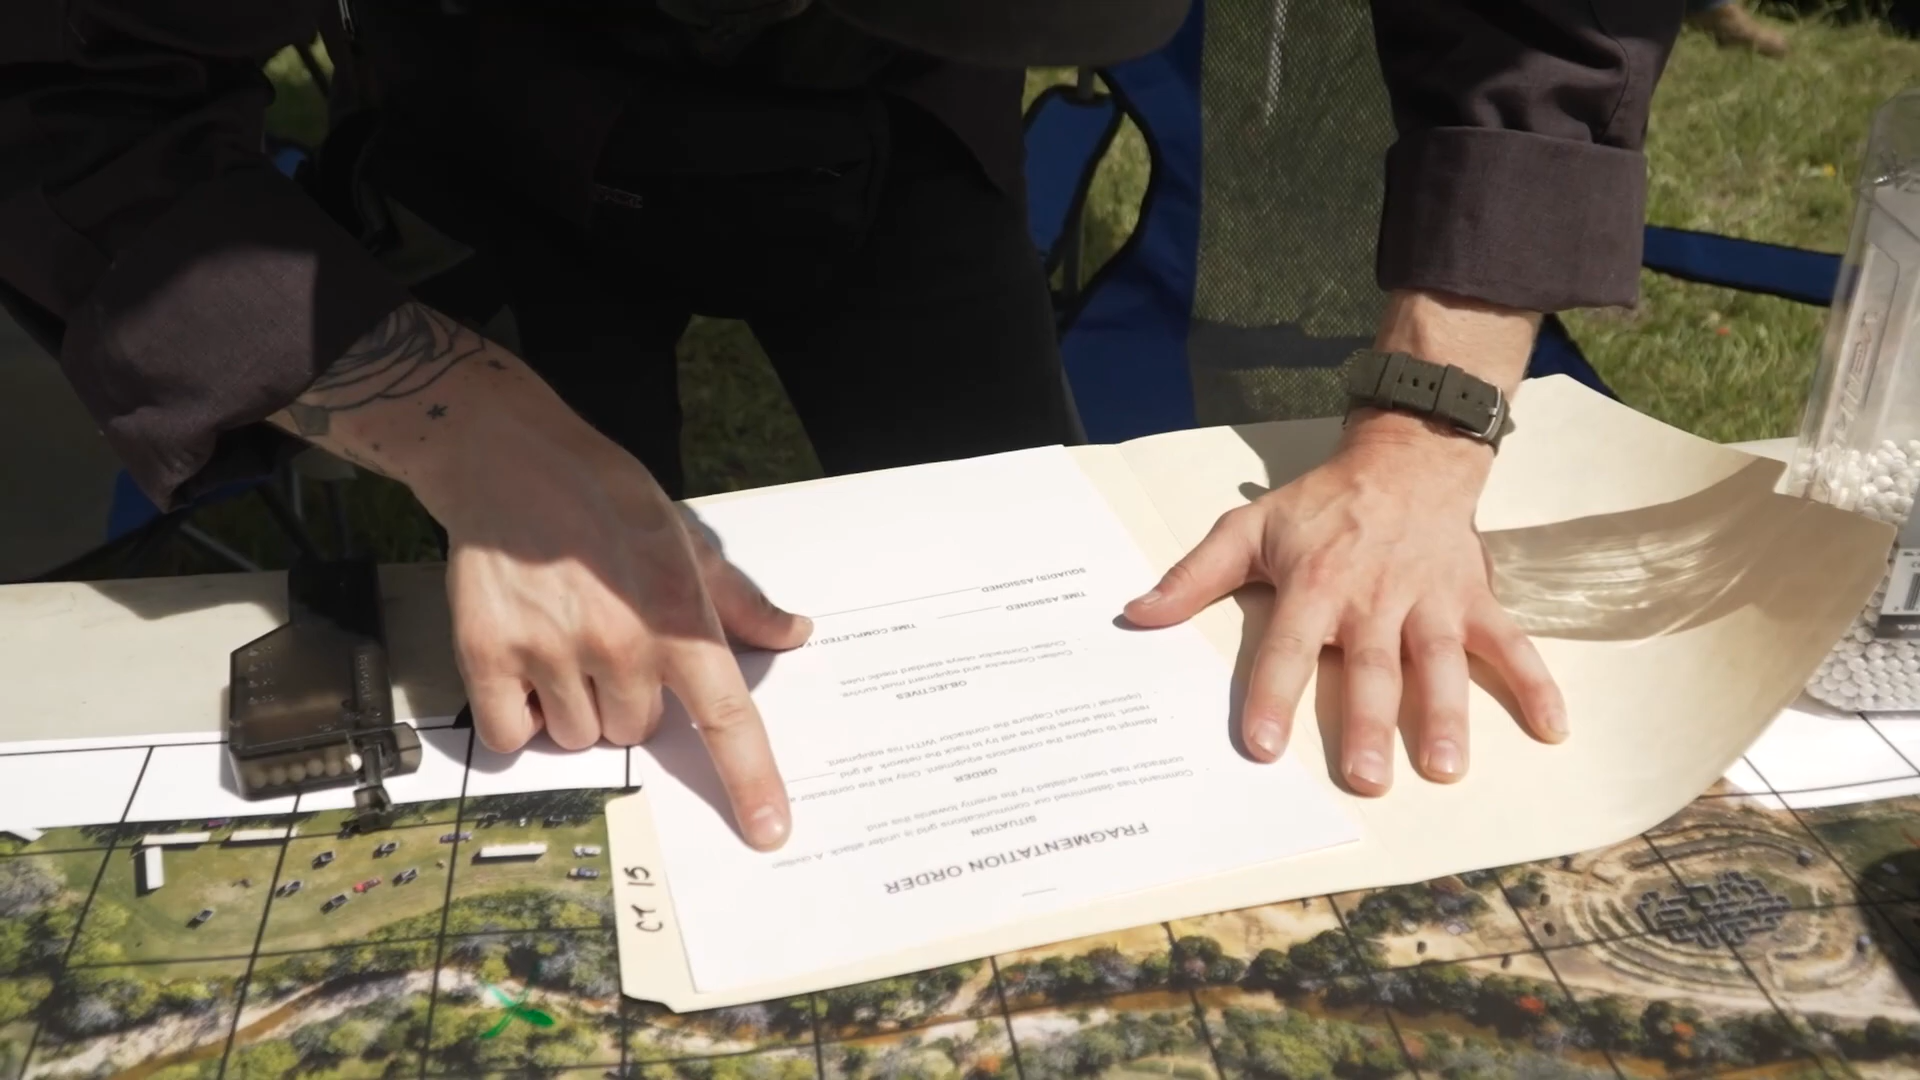 FRAGMENTATION ORDER
SITUATION
Command has determined our communications grid is under attack. A civilian
contractor has been enlisted by the enemy towards this end
ORDER
Attempt to capture the contractors equipment. Only kill the contractor
resort. Intel shows that he will try to hack the network at grid
(optional / bonus) Capture the contractor WITH his equipment.
OBJECTIVES
Civilian Contractor and equipment must survive.
Civilian Contractor obeys standard medic rules.
TIME ASSIGNED TIME COMPLETED /
SQUAD(S) ASSIGNED
CT 15